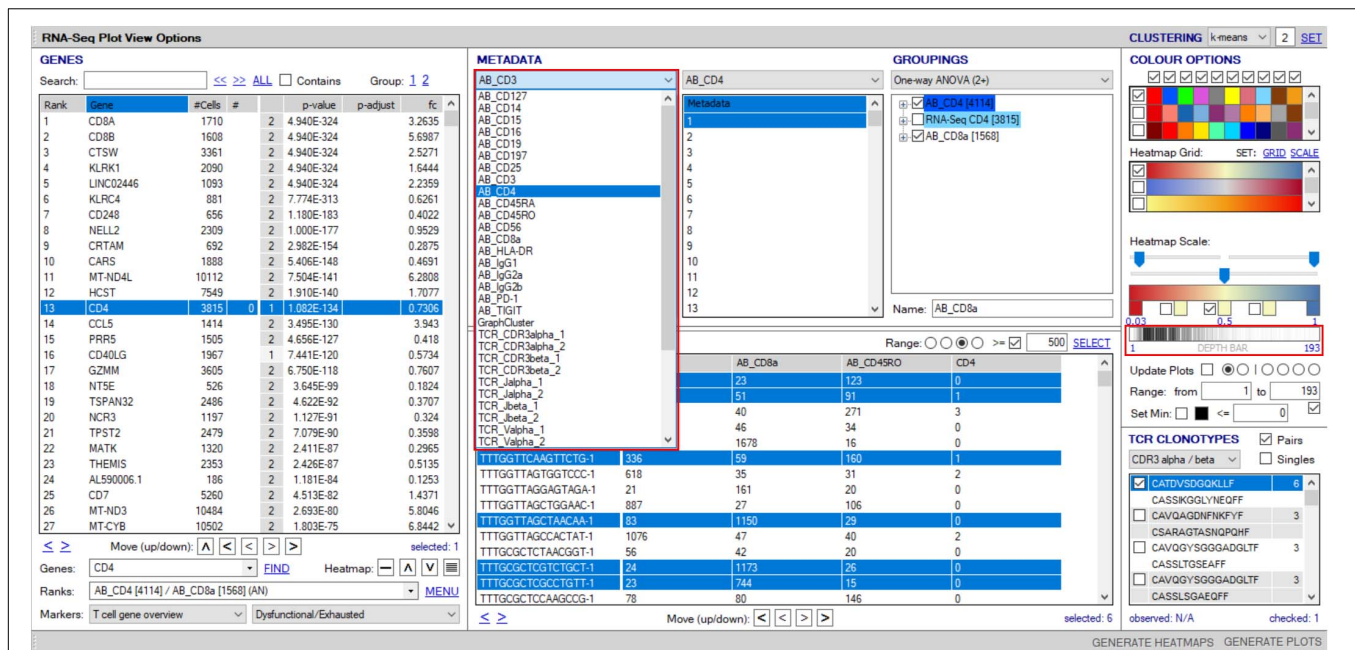 RNA-Seq Plot View Options
CLUSTERING k-means 2 SET
GENES
Search: << >> ALL Contains Group: 1 2
Rank Gene #Cells # p-value p-adjust fc
1 CD8A 1710 2 4.940E-324 3.2635
2 CD8B 1608 2 4.940E-324 5.6987
3 CTSW 3361 2 4.940E-324 2.5271
4 KLRK1 2090 2 4.940E-324 1.6444
5 LINC02446 1093 2 4.940E-324 2.2359
6 KLRC4 881 2 7.774E-313 0.6261
7 CD248 656 2 1.180E-183 0.4022
8 NELL2 2309 2 1.000E-177 0.9529
9 CRTAM 692 2 2.982E-154 0.2875
10 CARS 1888 2 5.406E-148 0.4691
11 MT-ND4L 10112 2 7.504E-141 6.2808
12 HCST 7549 2 1.910E-140 1.7077
13 CD4 3815 0 1 1.082E-134 0.7306
14 CCL5 1414 2 3.495E-130 3.943
15 PRR5 1505 2 4.656E-127 0.418
16 CD40LG 1967 1 7.441E-120 0.5734
17 GZMM 3605 2 6.750E-118 0.7607
18 NT5E 526 2 3.645E-99 0.1824
19 TSPAN32 2486 2 4.622E-92 0.3707
20 NCR3 1197 2 1.127E-91 0.324
21 TPST2 2479 2 7.079E-90 0.3598
22 MATK 1320 2 2.411E-87 0.2965
23 THEMIS 2353 2 2.426E-87 0.5135
24 AL590006.1 186 2 1.181E-84 0.1253
25 CD7 5260 2 4.513E-82 1.4371
26 MT-ND3 10484 2 2.693E-80 5.8046
27 MT-CYB 10502 2 1.803E-75 6.8442
< > Move (up/down): Λ < < > > selected: 1
Genes: CD4 FIND Heatmap: — Λ V
Ranks: AB_CD4 [4114] / AB_CD8a [1568] (AN) MENU
Markers: T cell gene overview Dysfunctional/Exhausted
METADATA
AB_CD3
AB_CD127
AB_CD14
AB_CD15
AB_CD16
AB_CD19
AB_CD197
AB_CD25
AB_CD3
AB_CD4
AB_CD45RA
AB_CD45RO
AB_CD56
AB_CD8a
AB_HLA-DR
AB_IgG1
AB_IgG2a
AB_IgG2b
AB_PD-1
AB_TIGIT
GraphCluster
TCR_CDR3alpha_1
TCR_CDR3alpha_2
TCR_CDR3beta_1
TCR_CDR3beta_2
TCR_Jalpha_1
TCR_Jalpha_2
TCR_Jbeta_1
TCR_Jbeta_2
TCR_Valpha_1
TCR_Valpha_2
AB_CD4
Metadata
1
2
3
4
5
6
7
8
9
10
11
12
13
GROUPINGS
One-way ANOVA (2+)
AB_CD4 [4114]
RNA-Seq CD4 [3815]
AB_CD8a [1568]
Name: AB_CD8a
Range: >= 500 SELECT
AB_CD8a AB_CD45RO CD4
23 123 0
51 91 1
40 271 3
46 34 0
1678 16 0
TTTGGTTCAAGTTCTG-1 336 59 160 1
TTTGGTTAGTGGTCCC-1 618 35 31 2
TTTGGTTAGGAGTAGA-1 21 161 20 0
TTTGGTTAGCTGGAAC-1 887 27 106 0
TTTGGTTAGCTAACAA-1 83 1150 29 0
TTTGGTTAGCCACTAT-1 1076 47 40 2
TTTGCGCTCTAACGGT-1 56 42 20 0
TTTGCGCTCGTCTGCT-1 24 1173 26 0
TTTGCGCTCGCCTGTT-1 23 744 15 0
TTTGCGCTCCAAGCCG-1 78 80 146 0
< > Move (up/down): < < > > selected: 6
COLOUR OPTIONS
Heatmap Grid: SET: GRID SCALE
Heatmap Scale:
0.03 0.5 1
1 DEPTH BAR 193
Update Plots
Range: from 1 to 193
Set Min: <= 0
TCR CLONOTYPES Pairs
CDR3 alpha / beta Singles
CATDVSDGQKLLF 6
CASSIKGGLYNEQFF
CAVQAGDNFNKFYF 3
CSARAGTASNQPQHF
CAVQGYSGGGADGLTF 3
CASSLTGSEAFF
CAVQGYSGGGADGLTF 3
CASSLSGAEQFF
observed: N/A checked: 1
GENERATE HEATMAPS GENERATE PLOTS